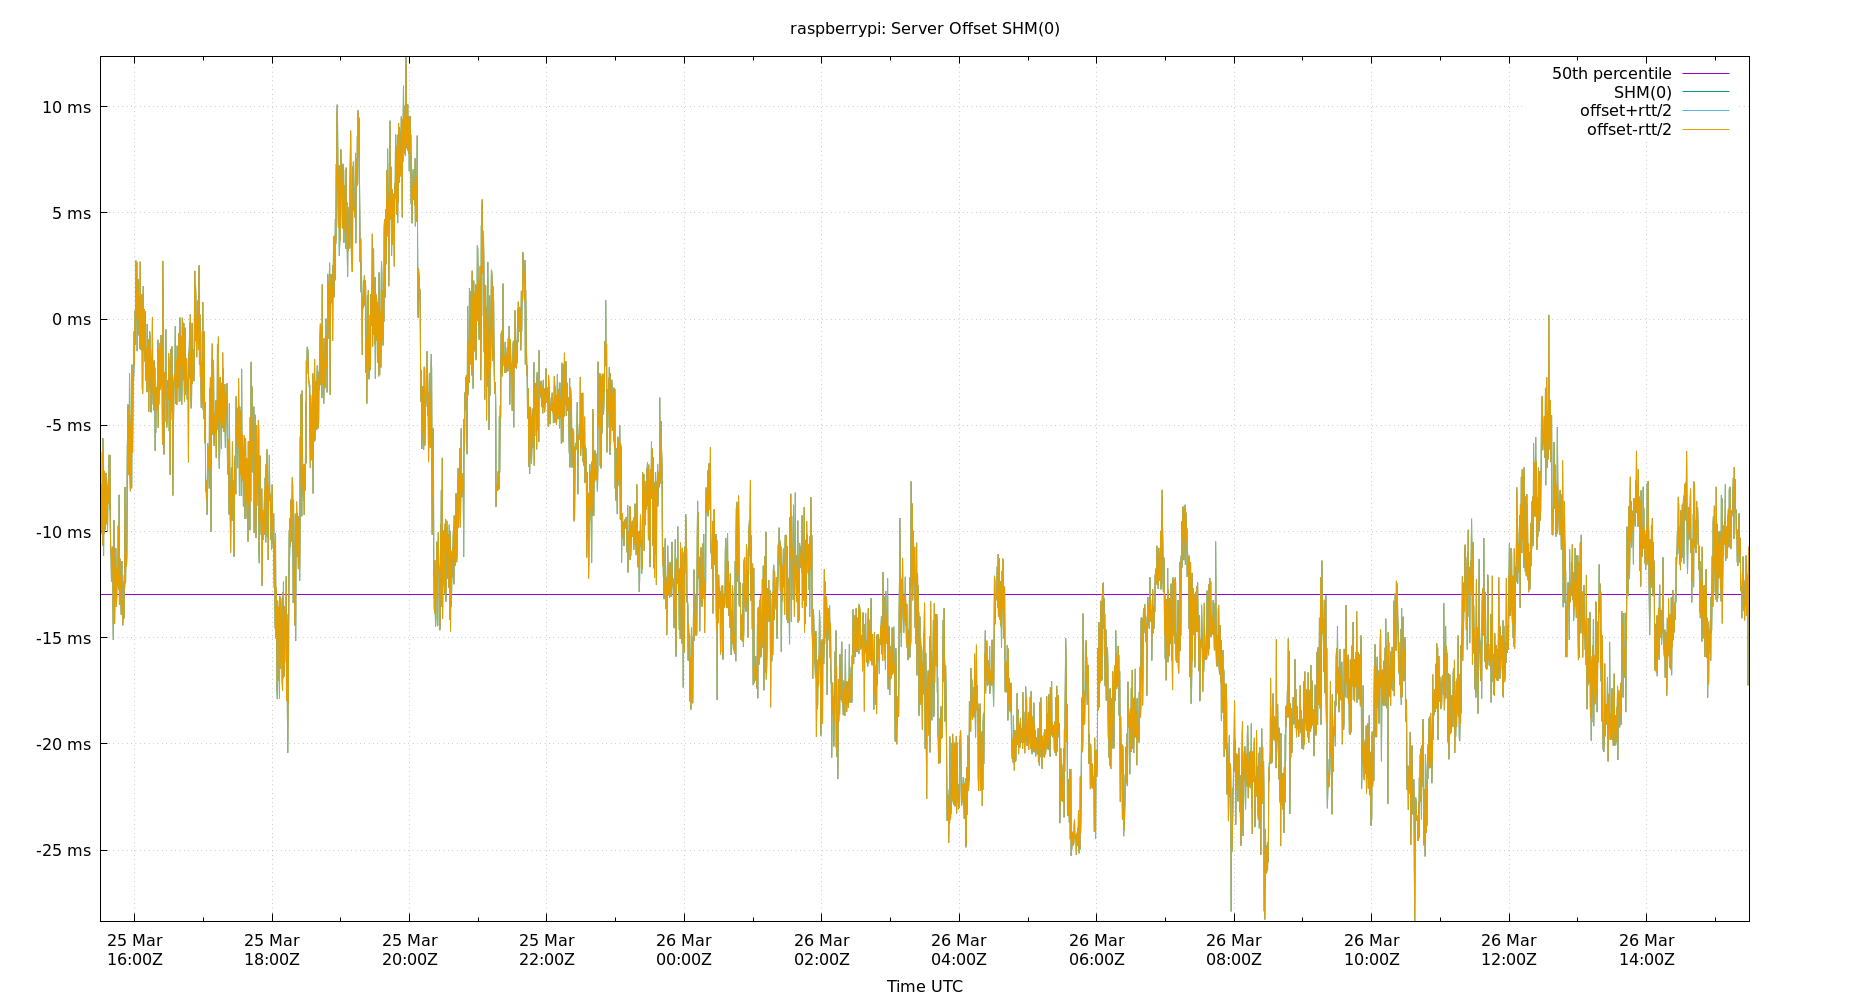 raspberrypi: Server Offset SHM(0)
50th percentile
SHM(0)
offset+rtt/2
offset-rtt/2
10 ms
5 ms
0 ms
-5 ms
-10 ms
-15 ms
-20 ms
-25 ms
25 Mar 25 Mar 25 Mar 25 Mar 26 Mar 26 Mar 26 Mar 26 Mar 26 Mar 26 Mar 26 Mar 26 Mar
16:00Z 18:00Z 20:00Z 22:00Z 00:00Z 02:00Z 04:00Z 06:00Z 08:00Z 10:00Z 12:00Z 14:00Z
Time UTC